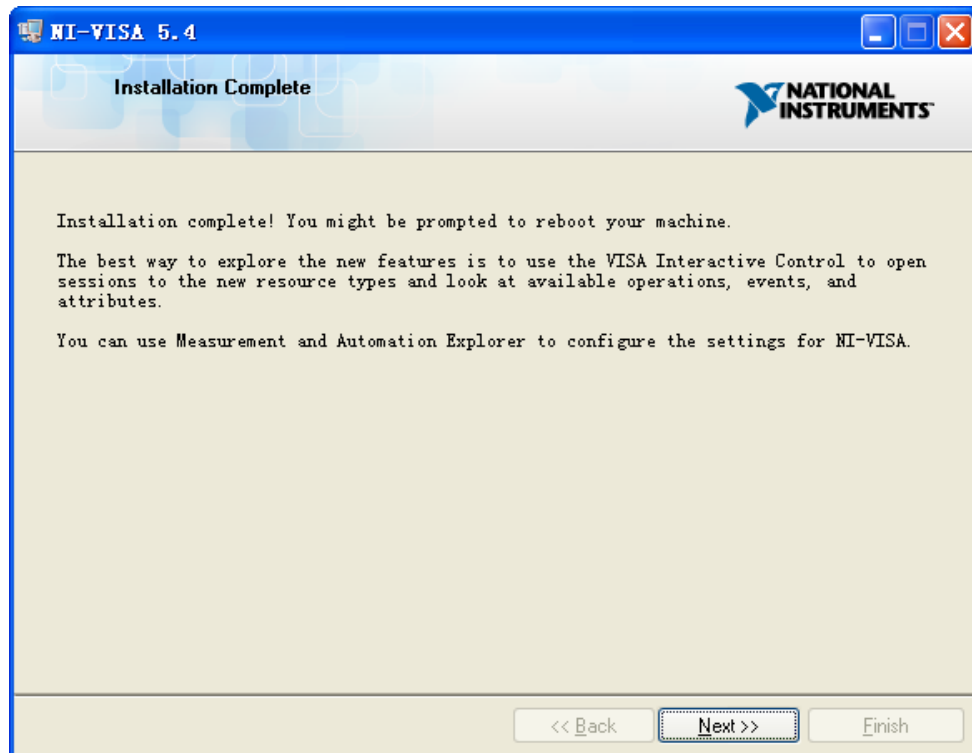 NI-VISA 5.4
Installation Complete
NATIONAL
INSTRUMENTS™
Installation complete! You might be prompted to reboot your machine.
The best way to explore the new features is to use the VISA Interactive Control to open
sessions to the new resource types and look at available operations, events, and
attributes.
You can use Measurement and Automation Explorer to configure the settings for NI-VISA.
<< Back
Next >>
Finish